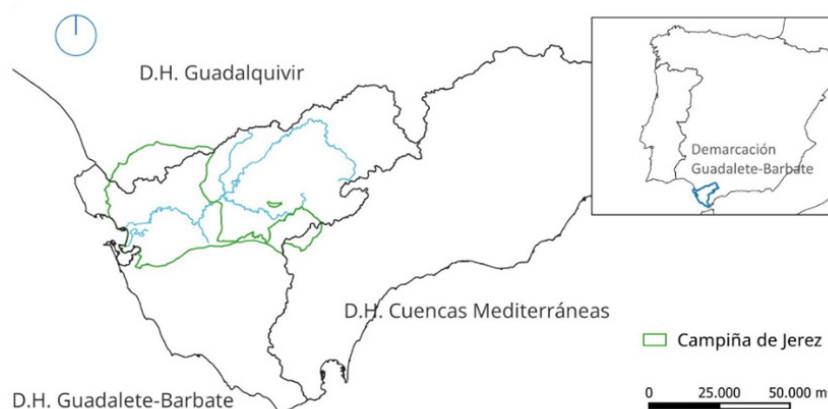 D.H. Guadalquivir
Demarcación
Guadalete-Barbate
D.H. Cuencas Mediterráneas
Campiña de Jerez
D.H. Guadalete-Barbate
0 25.000 50.000 m